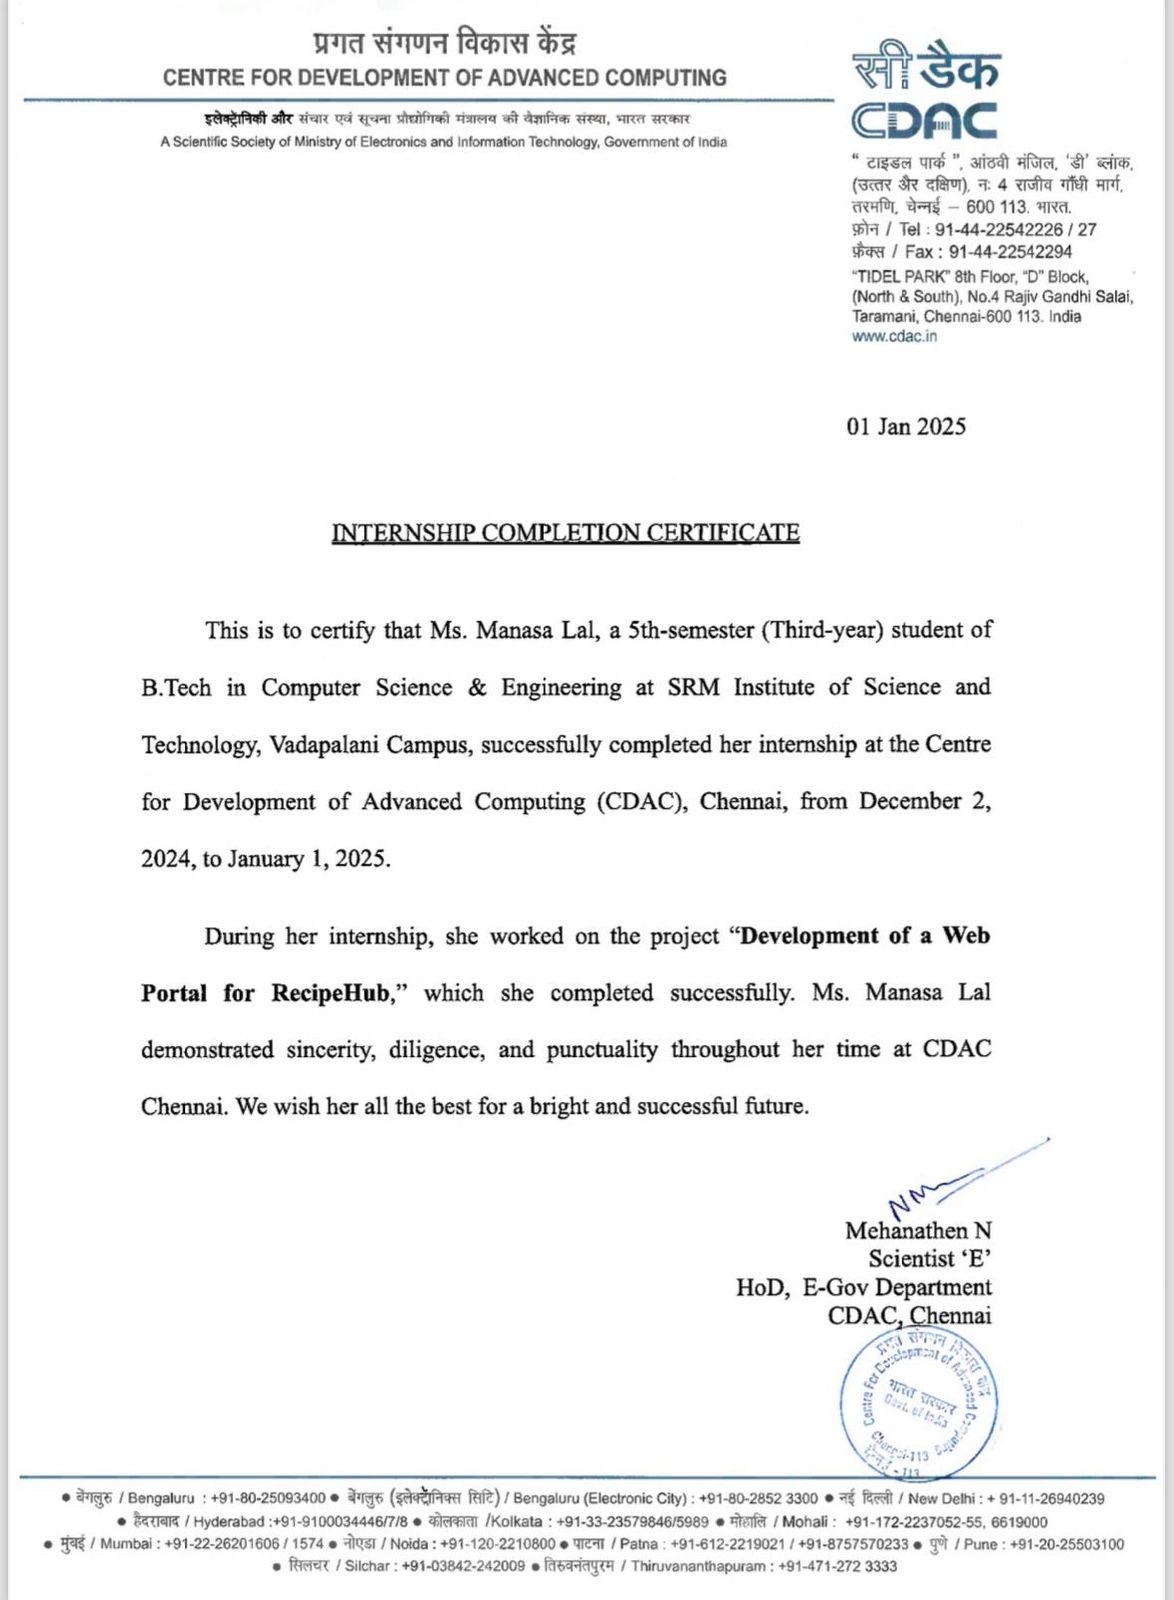 प्रगत संगणन विकास केंद्र
CENTRE FOR DEVELOPMENT OF ADVANCED COMPUTING
इलेक्ट्रॉनिकी और संचार एवं सूचना प्रौद्योगिकी मंत्रालय की वैज्ञानिक संस्था, भारत सरकार
A Scientific Society of Ministry of Electronics and Information Technology, Government of India
सी डैक
CDAC
“ टाइडल पार्क ”, आंठवी मंजिल, ‘डी’ ब्लांक,
(उत्तर अैर दक्षिण), नः 4 राजीव गाँधी मार्ग,
तरमणि, चेन्नई – 600 113. भारत.
फ़ोन / Tel : 91-44-22542226 / 27
फ़ैक्स / Fax : 91-44-22542294
“TIDEL PARK” 8th Floor, “D” Block,
(North & South), No.4 Rajiv Gandhi Salai,
Taramani, Chennai-600 113. India
www.cdac.in
01 Jan 2025
INTERNSHIP COMPLETION CERTIFICATE
This is to certify that Ms. Manasa Lal, a 5th-semester (Third-year) student of
B.Tech in Computer Science & Engineering at SRM Institute of Science and
Technology, Vadapalani Campus, successfully completed her internship at the Centre
for Development of Advanced Computing (CDAC), Chennai, from December 2,
2024, to January 1, 2025.
During her internship, she worked on the project “Development of a Web
Portal for RecipeHub,” which she completed successfully. Ms. Manasa Lal
demonstrated sincerity, diligence, and punctuality throughout her time at CDAC
Chennai. We wish her all the best for a bright and successful future.
Mehanathen N
Scientist ‘E’
HoD, E-Gov Department
CDAC, Chennai
प्रगत संगणन विकास केंद्र
Centre For Development of Advanced Computing
भारत सरकार
Govt. of India
Chennai-113
चेन्नई - 113
● बेंगलुरु / Bengaluru : +91-80-25093400 ● बेंगलुरु (इलेक्ट्रॉनिक्स सिटि) / Bengaluru (Electronic City) : +91-80-2852 3300 ● नई दिल्ली / New Delhi : + 91-11-26940239
● हैदराबाद / Hyderabad :+91-9100034446/7/8 ● कोलकाता /Kolkata : +91-33-23579846/5989 ● मोहालि / Mohali : +91-172-2237052-55, 6619000
● मुंबई / Mumbai : +91-22-26201606 / 1574 ● नोएडा / Noida : +91-120-2210800 ● पाटना / Patna : +91-612-2219021 / +91-8757570233 ● पुणे / Pune : +91-20-25503100
● सिलचर / Silchar : +91-03842-242009 ● तिरुवनंतपुरम / Thiruvananthapuram : +91-471-272 3333